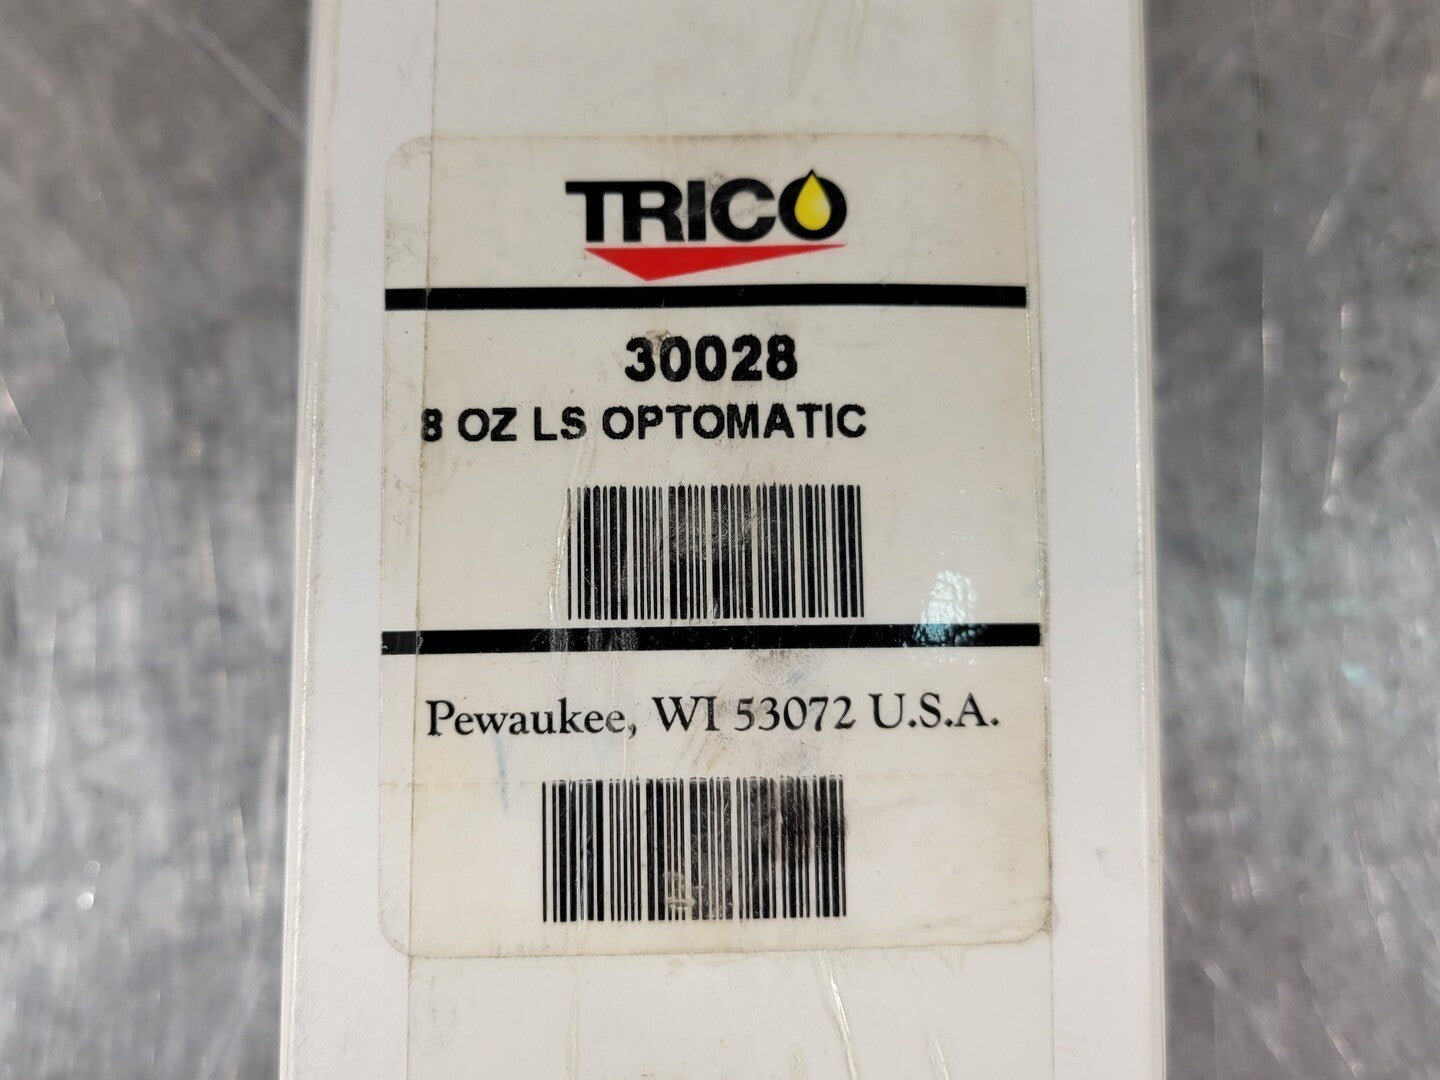 TRICO
30028
8 OZ LS OPTOMATIC
Pewaukee, WI 53072 U.S.A.